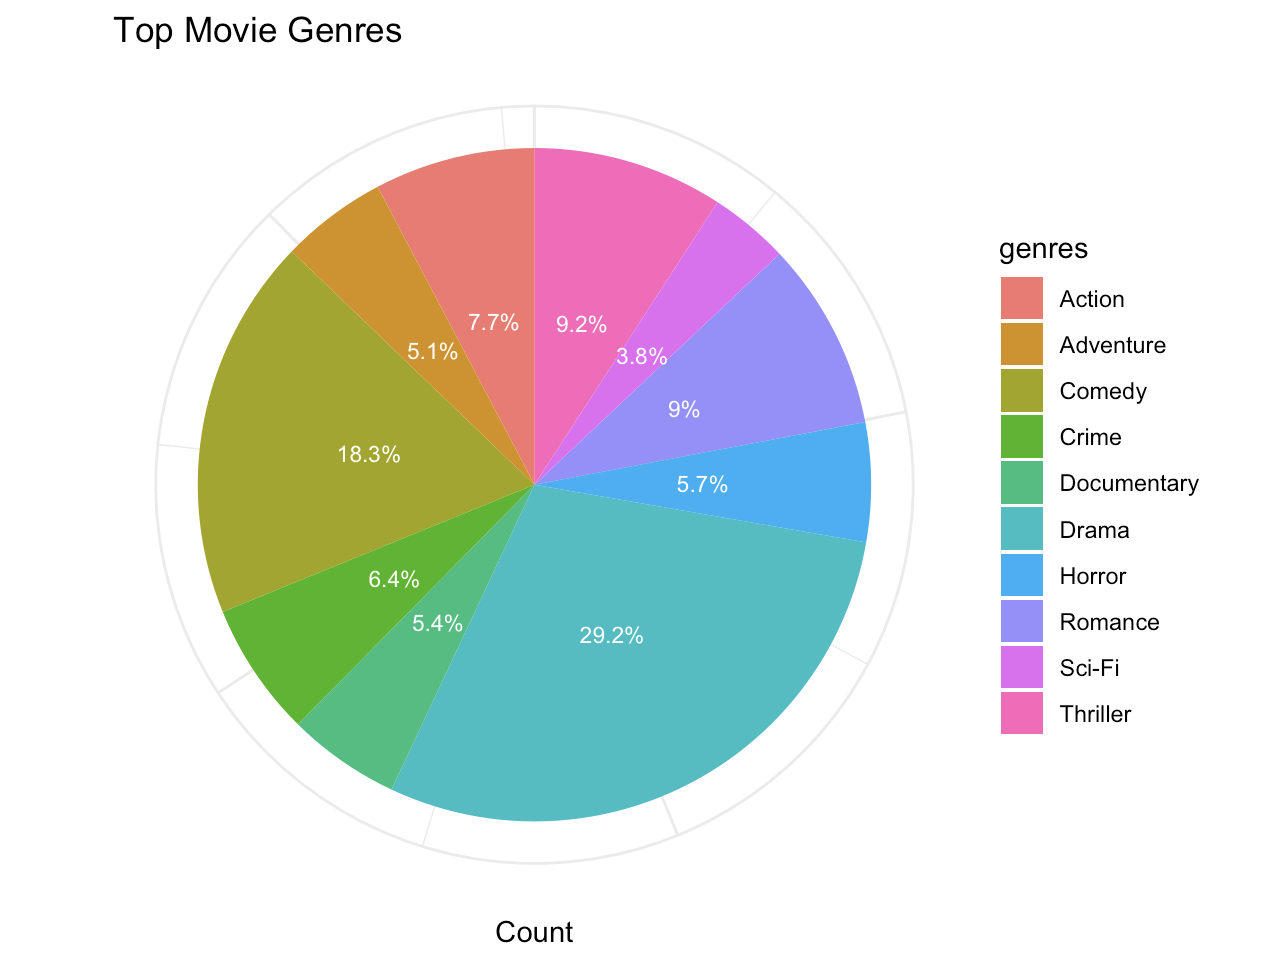 Top Movie Genres
7.7%
9.2%
5.1%
3.8%
9%
18.3%
5.7%
6.4%
5.4%
29.2%
Count
genres
Action
Adventure
Comedy
Crime
Documentary
Drama
Horror
Romance
Sci-Fi
Thriller